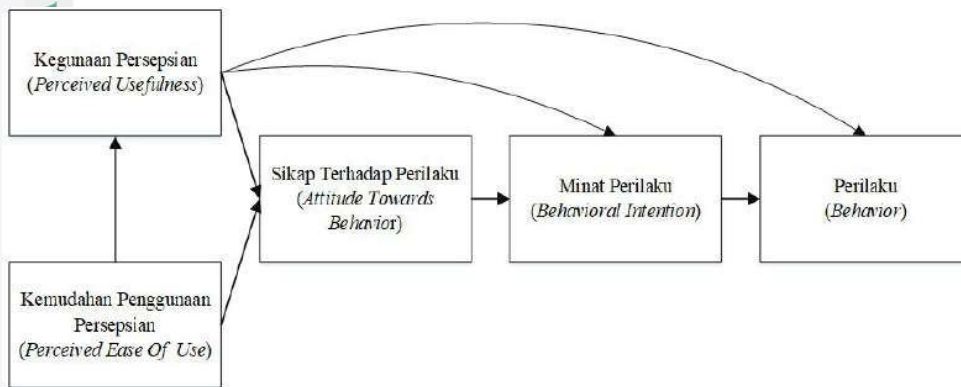 Kegunaan Persepsian
(Perceived Usefulness)
Sikap Terhadap Perilaku
(Attitude Towards
Behavior)
Minat Perilaku
(Behavioral Intention)
Perilaku
(Behavior)
Kemudahan Penggunaan
Persepsian
(Perceived Ease Of Use)